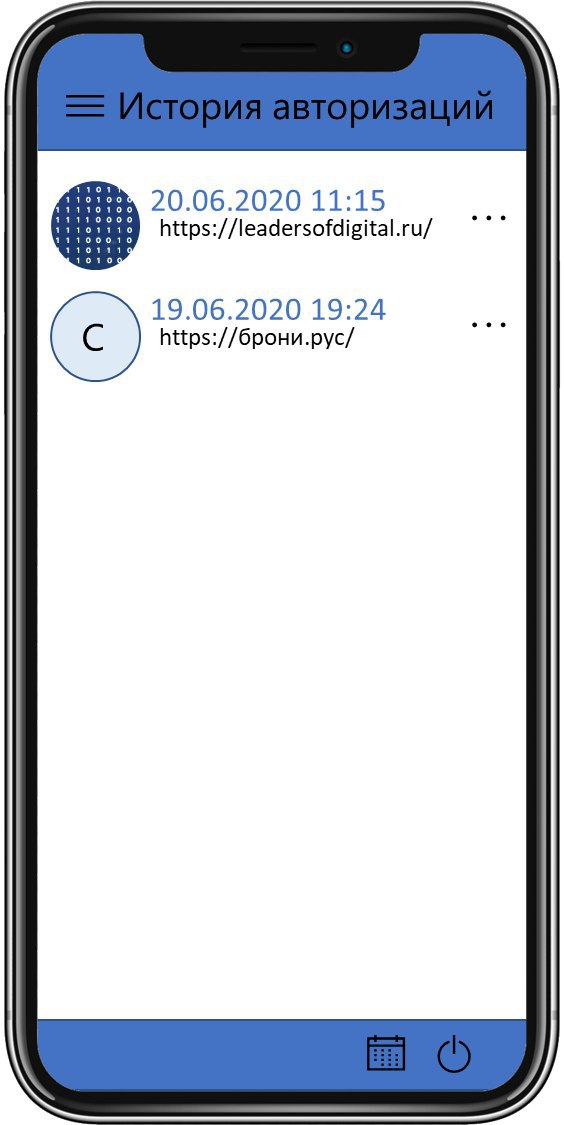 История авторизаций
20.06.2020 11:15
https://leadersofdigital.ru/
19.06.2020 19:24
https://брони.рус/
С